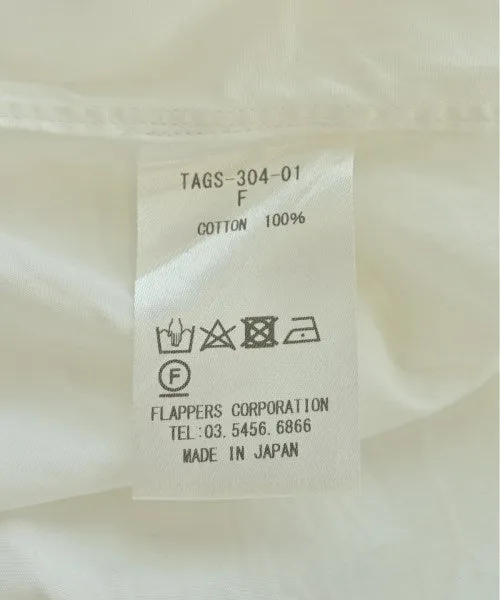 TAGS-304-01
F
COTTON 100%
F
FLAPPERS CORPORATION
TEL:03.5456.6866
MADE IN JAPAN